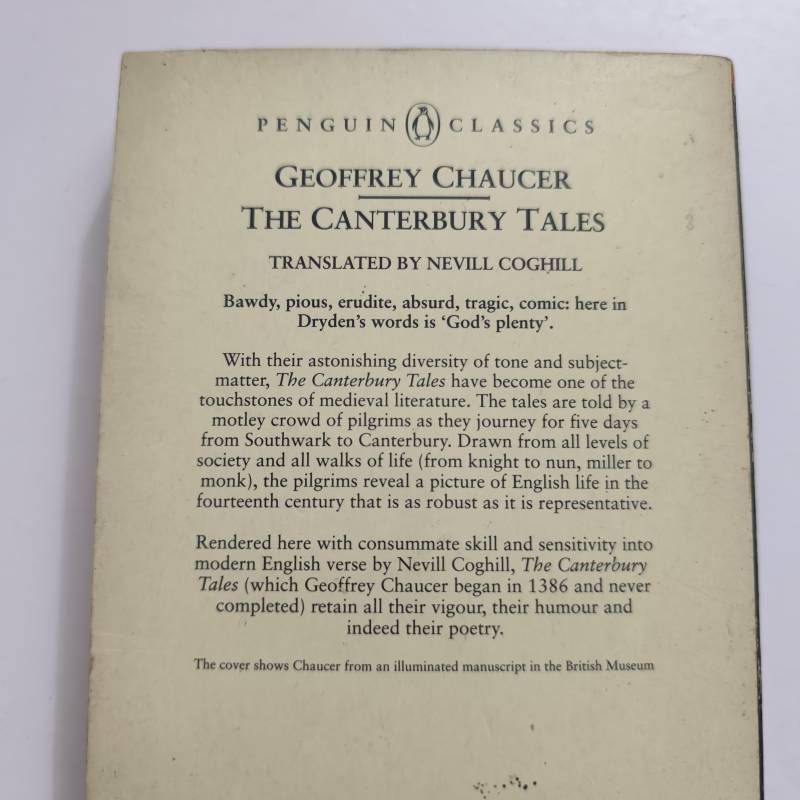 PENGUIN CLASSICS
GEOFFREY CHAUCER
THE CANTERBURY TALES
TRANSLATED BY NEVILL COGHILL
Bawdy, pious, erudite, absurd, tragic, comic: here in
Dryden's words is ‘God's plenty’.
With their astonishing diversity of tone and subject-
matter, The Canterbury Tales have become one of the
touchstones of medieval literature. The tales are told by a
motley crowd of pilgrims as they journey for five days
from Southwark to Canterbury. Drawn from all levels of
society and all walks of life (from knight to nun, miller to
monk), the pilgrims reveal a picture of English life in the
fourteenth century that is as robust as it is representative.
Rendered here with consummate skill and sensitivity into
modern English verse by Nevill Coghill, The Canterbury
Tales (which Geoffrey Chaucer began in 1386 and never
completed) retain all their vigour, their humour and
indeed their poetry.
The cover shows Chaucer from an illuminated manuscript in the British Museum